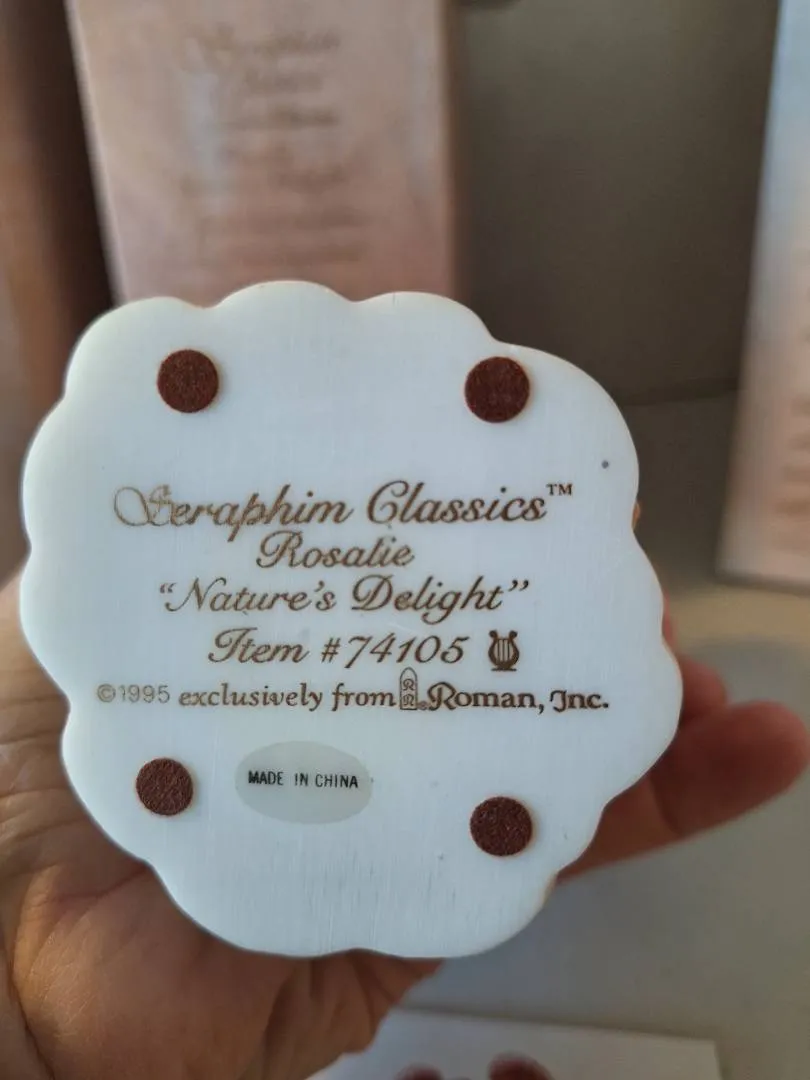 Seraphim Classics™
Rosalie
"Nature's Delight"
Item #74105
©1995 exclusively from Roman, Inc.
MADE IN CHINA